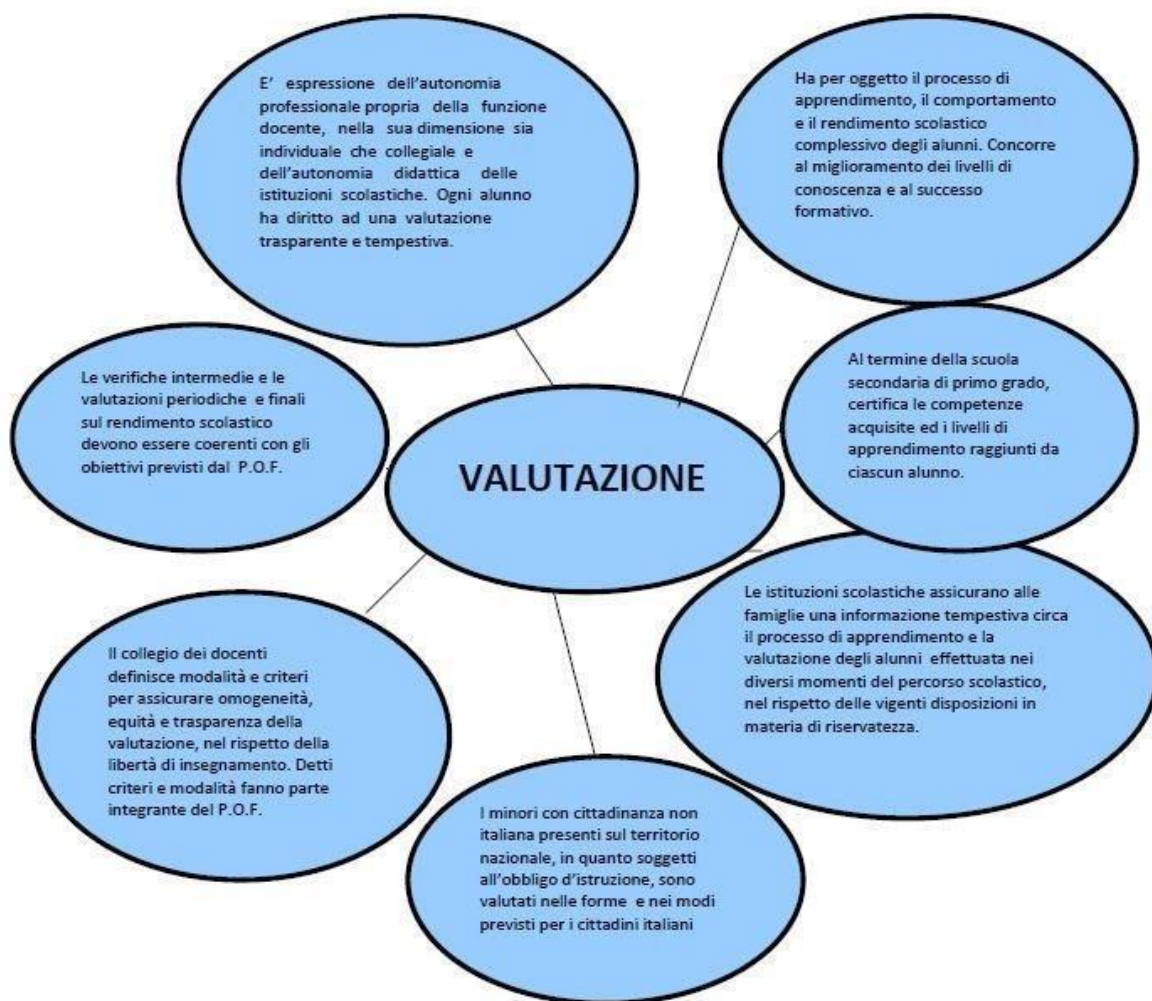 E' espressione dell'autonomia
professionale propria della funzione
docente, nella sua dimensione sia
individuale che collegiale e
dell'autonomia didattica delle
istituzioni scolastiche. Ogni alunno
ha diritto ad una valutazione
trasparente e tempestiva.
Ha per oggetto il processo di
apprendimento, il comportamento
e il rendimento scolastico
complessivo degli alunni. Concorre
al miglioramento dei livelli di
conoscenza e al successo
formativo.
Le verifiche intermedie e le
valutazioni periodiche e finali
sul rendimento scolastico
devono essere coerenti con gli
obiettivi previsti dal P.O.F.
VALUTAZIONE
Al termine della scuola
secondaria di primo grado,
certifica le competenze
acquisite ed i livelli di
apprendimento raggiunti da
ciascun alunno.
Le istituzioni scolastiche assicurano alle
famiglie una informazione tempestiva circa
il processo di apprendimento e la
valutazione degli alunni effettuata nei
diversi momenti del percorso scolastico,
nel rispetto delle vigenti disposizioni in
materia di riservatezza.
Il collegio dei docenti
definisce modalità e criteri
per assicurare omogeneità,
equità e trasparenza della
valutazione, nel rispetto della
libertà di insegnamento. Detti
criteri e modalità fanno parte
integrante del P.O.F.
I minori con cittadinanza non
italiana presenti sul territorio
nazionale, in quanto soggetti
all'obbligo d'istruzione, sono
valutati nelle forme e nei modi
previsti per i cittadini italiani